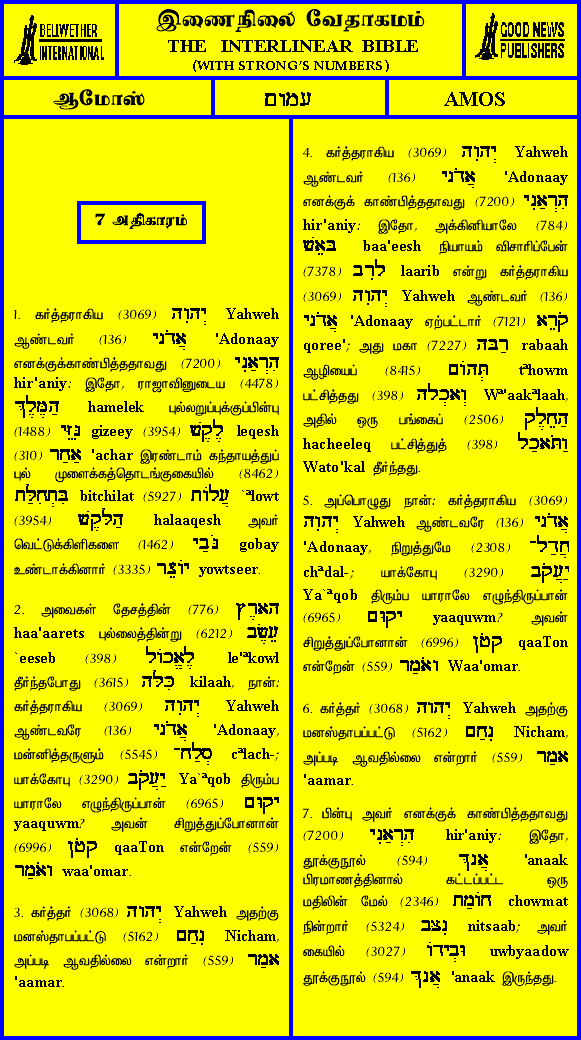 BELLWETHER
INTERNATIONAL
இணைநிலை வேதாகமம்
THE INTERLINEAR BIBLE
(WITH STRONG'S NUMBERS)
GOOD NEWS
PUBLISHERS
ஆமோஸ்
עמוס
AMOS
7 அதிகாரம்
1. கர்த்தராகிய (3069) יְהוִה Yahweh
ஆண்டவர் (136) אֲדֹנָי 'Adonaay
எனக்குக்காண்பித்ததாவது (7200) הִרְאַנִי
hir'aniy: இதோ, ராஜாவினுடைய (4478)
הַמֶּלֶךְ hamelek புல்லறுப்புக்குப்பின்பு
(1488) גִּזֵּי gizeey (3954) לֶקֶשׁ leqesh
(310) אַחַר 'achar இரண்டாம் கந்தாயத்துப்
புல் முளைக்கத்தொடங்குகையில் (8462)
בִּתְחִלַּת bitchilat (5927) עֲלוֹת `ªlowt
(3954) הַלָּקֶשׁ halaaqesh அவர்
வெட்டுக்கிளிகளை (1462) גֹּבַי gobay
உண்டாக்கினார் (3335) יוֹצֵר yowtseer.
2. அவைகள் தேசத்தின் (776) הָאָרֶץ
haa'aarets புல்லைத்தின்று (6212) עֵשֶׂב
`eeseb (398) לֶאֱכוֹל le'ªkowl
தீர்ந்தபோது (3615) כִּלָּה kilaah, நான்:
கர்த்தராகிய (3069) יְהוִה Yahweh
ஆண்டவரே (136) אֲדֹנָי 'Adonaay,
மன்னித்தருளும் (5545) סְלַח־ cªlach-;
யாக்கோபு (3290) יַעֲקֹב Ya`ªqob திரும்ப
யாராலே எழுந்திருப்பான் (6965) יָקוּם
yaaquwm? அவன் சிறுத்துப்போனான்
(6996) קָטֹן qaaTon என்றேன் (559)
וָאֹמַר waa'omar.
3. கர்த்தர் (3068) יְהוָה Yahweh அதற்கு
மனஸ்தாபப்பட்டு (5162) נִחַם Nicham,
அப்படி ஆவதில்லை என்றார் (559) אָמַר
'aamar.
4. கர்த்தராகிய (3069) יְהוִה Yahweh
ஆண்டவர் (136) אֲדֹנָי 'Adonaay
எனக்குக் காண்பித்ததாவது (7200) הִרְאַנִי
hir'aniy: இதோ, அக்கினியாலே (784)
בָּאֵשׁ baa'eesh நியாயம் விசாரிப்பேன்
(7378) לָרִב laarib என்று கர்த்தராகிய
(3069) יְהוִה Yahweh ஆண்டவர் (136)
אֲדֹנָי 'Adonaay ஏற்பட்டார் (7121) קֹרֵא
qoree'; அது மகா (7227) רַבָּה rabaah
ஆழியைப் (8415) תְּהוֹם tªhowm
பட்சித்தது (398) וְאָכְלָה Wª'aakªlaah,
அதில் ஒரு பங்கைப் (2506) הַחֵלֶק
hacheeleq பட்சித்துத் (398) וַתֹּאכַל
Wato'kal தீர்ந்தது.
5. அப்பொழுது நான்: கர்த்தராகிய (3069)
יְהוִה Yahweh ஆண்டவரே (136) אֲדֹנָי
'Adonaay, நிறுத்துமே (2308) חֲדַל־
chªdal-; யாக்கோபு (3290) יַעֲקֹב
Ya`ªqob திரும்ப யாராலே எழுந்திருப்பான்
(6965) יָקוּם yaaquwm? அவன்
சிறுத்துப்போனான் (6996) קָטֹן qaaTon
என்றேன் (559) וָאֹמַר Waa'omar.
6. கர்த்தர் (3068) יְהוָה Yahweh அதற்கு
மனஸ்தாபப்பட்டு (5162) נִחַם Nicham,
அப்படி ஆவதில்லை என்றார் (559) אָמַר
'aamar.
7. பின்பு அவர் எனக்குக் காண்பித்ததாவது
(7200) הִרְאַנִי hir'aniy: இதோ,
தூக்குநூல் (594) אֲנָךְ 'anaak
பிரமாணத்தினால் கட்டப்பட்ட ஒரு
மதிலின் மேல் (2346) חוֹמַת chowmat
நின்றார் (5324) נִצָּב nitsaab; அவர்
கையில் (3027) וּבְיָדוֹ uwbyaadow
தூக்குநூல் (594) אֲנָךְ 'anaak இருந்தது.